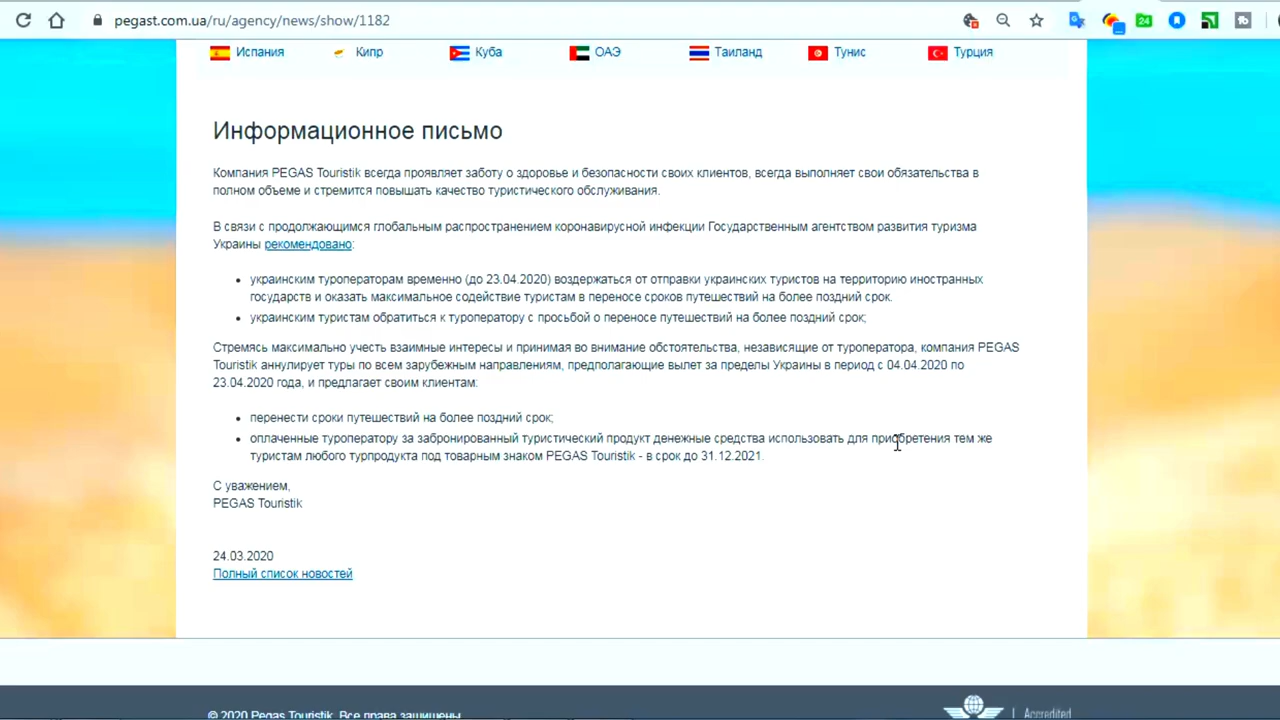 pegast.com.ua/ru/agency/news/show/1182
24
Испания Кипр Куба ОАЭ Таиланд Тунис Турция
Информационное письмо
Компания PEGAS Touristik всегда проявляет заботу о здоровье и безопасности своих клиентов, всегда выполняет свои обязательства в
полном объеме и стремится повышать качество туристического обслуживания.
В связи с продолжающимся глобальным распространением коронавирусной инфекции Государственным агентством развития туризма
Украины рекомендовано:
• украинским туроператорам временно (до 23.04.2020) воздержаться от отправки украинских туристов на территорию иностранных
государств и оказать максимальное содействие туристам в переносе сроков путешествий на более поздний срок.
• украинским туристам обратиться к туроператору с просьбой о переносе путешествий на более поздний срок;
Стремясь максимально учесть взаимные интересы и принимая во внимание обстоятельства, независящие от туроператора, компания PEGAS
Touristik аннулирует туры по всем зарубежным направлениям, предполагающие вылет за пределы Украины в период с 04.04.2020 по
23.04.2020 года, и предлагает своим клиентам:
• перенести сроки путешествий на более поздний срок;
• оплаченные туроператору за забронированный туристический продукт денежные средства использовать для приобретения тем же
туристам любого турпродукта под товарным знаком PEGAS Touristik - в срок до 31.12.2021.
С уважением,
PEGAS Touristik
24.03.2020
Полный список новостей
© 2020 Pegas Touristik. Все права защищены
Accredited